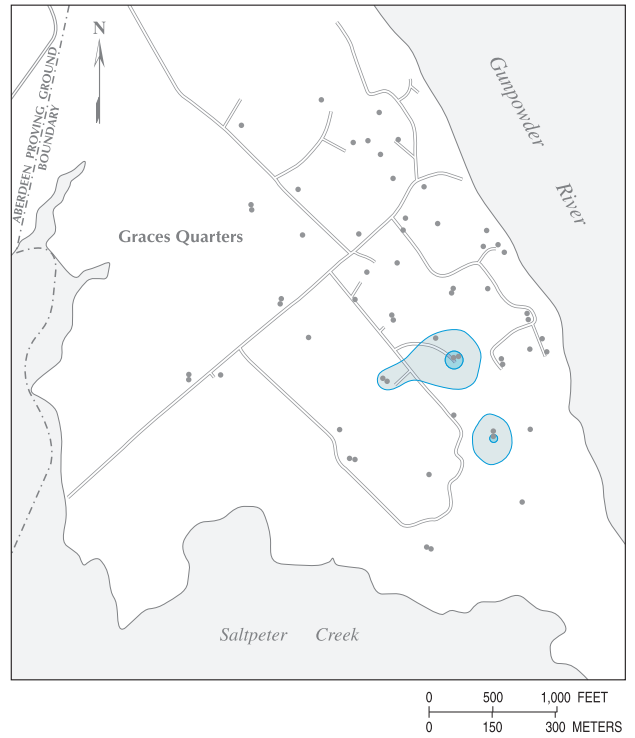 N
ABERDEEN PROVING GROUND
BOUNDARY
Gunpowder
River
Graces Quarters
Saltpeter Creek
0 500 1,000 FEET
0 150 300 METERS